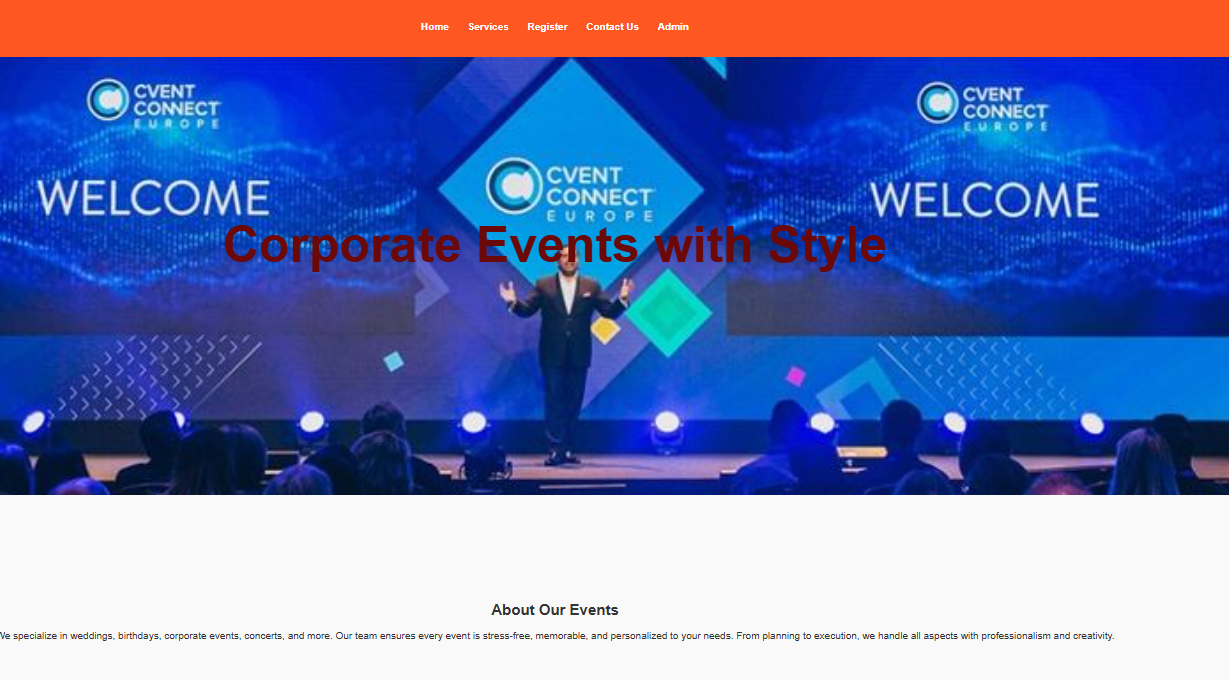 Home Services Register Contact Us Admin
CVENT
CONNECT
EUROPE
WELCOME
CVENT
CONNECT
EUROPE
CVENT
CONNECT
EUROPE
WELCOME
Corporate Events with Style
About Our Events
We specialize in weddings, birthdays, corporate events, concerts, and more. Our team ensures every event is stress-free, memorable, and personalized to your needs. From planning to execution, we handle all aspects with professionalism and creativity.